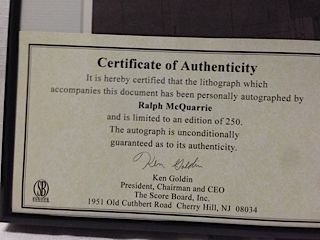 Certificate of Authenticity
It is hereby certified that the lithograph which
accompanies this document has been personally autographed by
Ralph McQuarrie
and is limited to an edition of 250.
The autograph is unconditionally
guaranteed as to its authenticity.
Ken Goldin
Ken Goldin
President, Chairman and CEO
The Score Board, Inc.
1951 Old Cuthbert Road Cherry Hill, NJ 08034